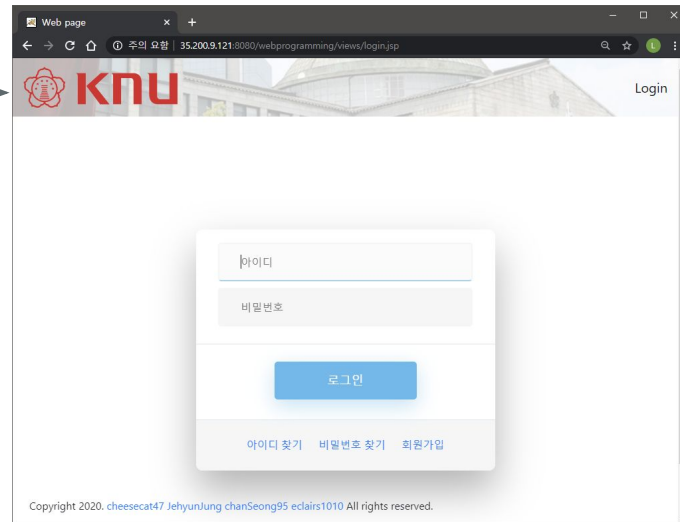 Web page
주의 요함 | 35.200.9.121:8080/webprogramming/views/login.jsp
L
KNU
Login
아이디
비밀번호
로그인
아이디 찾기 비밀번호 찾기 회원가입
Copyright 2020. cheesecat47 JehyunJung chanSeong95 eclairs1010 All rights reserved.